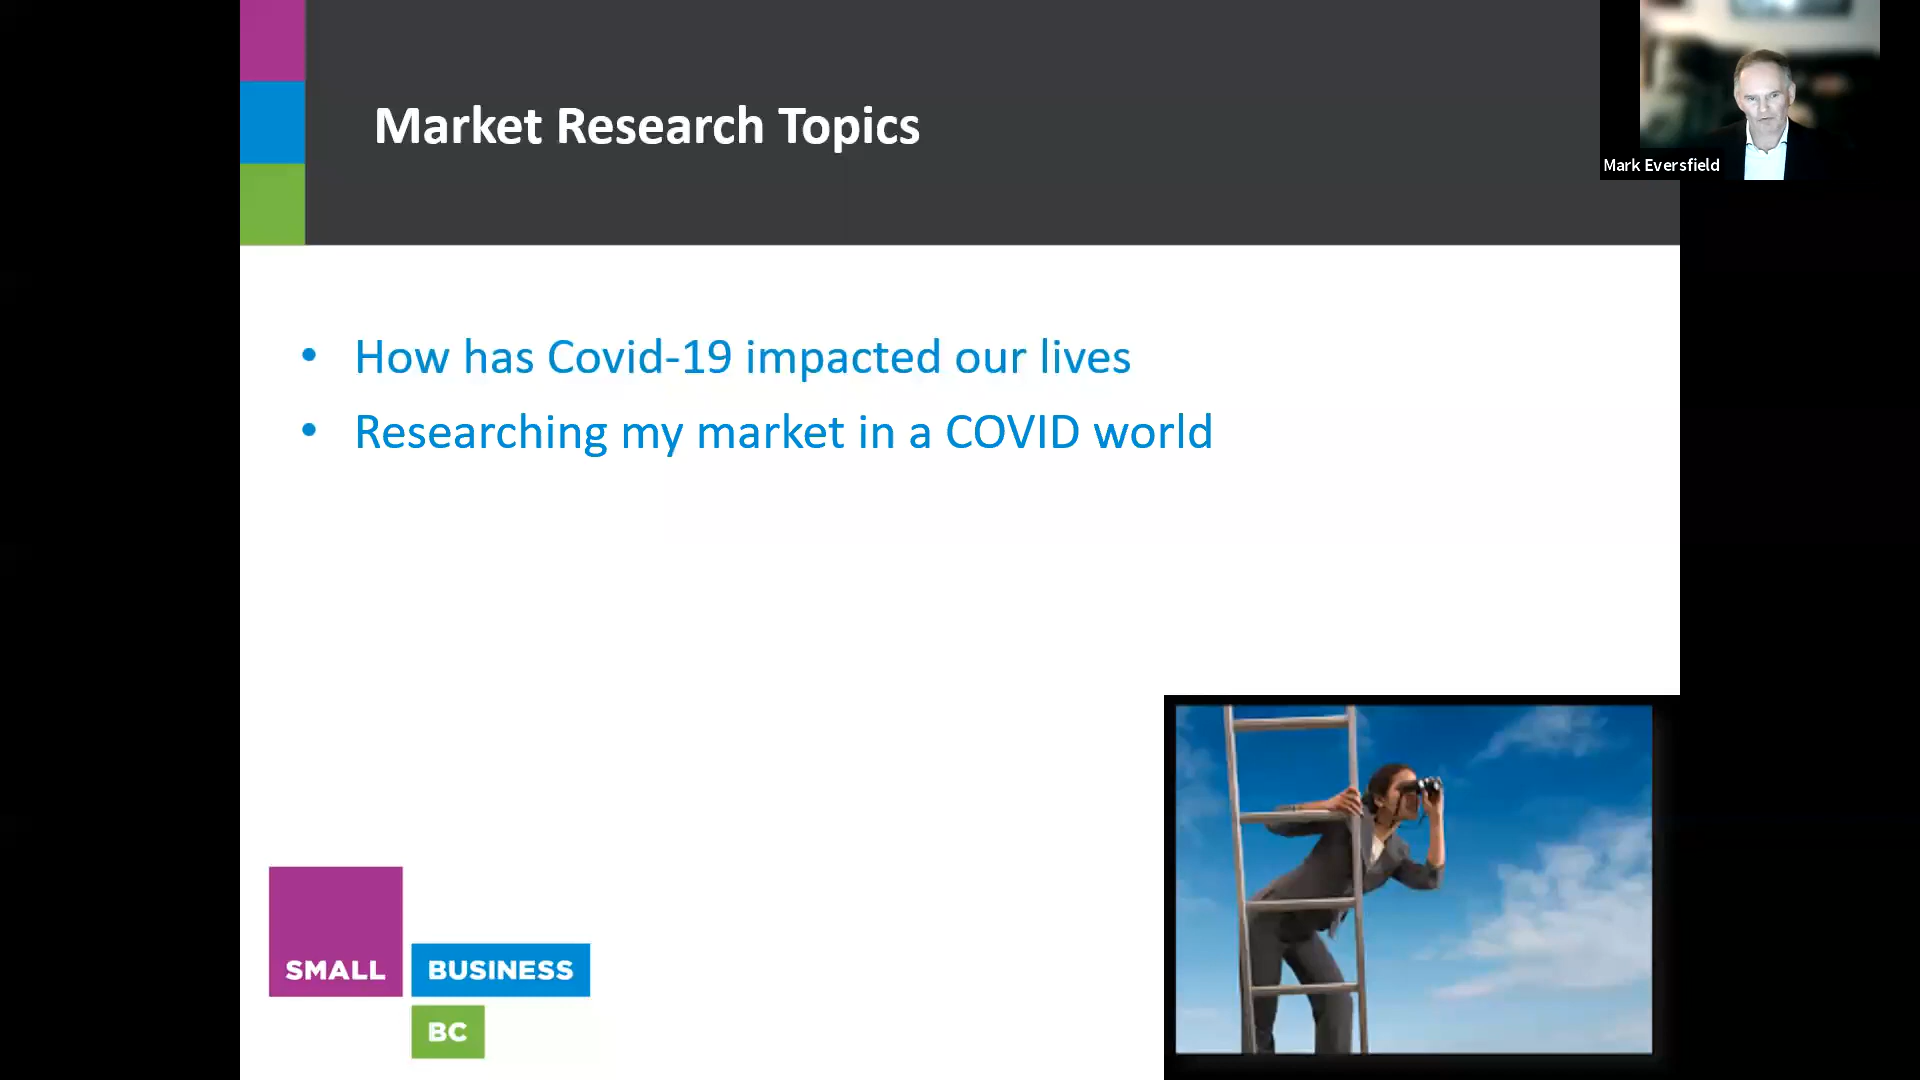 Market Research Topics
Mark Eversfield
• How has Covid-19 impacted our lives
• Researching my market in a COVID world
SMALL
BUSINESS
BC